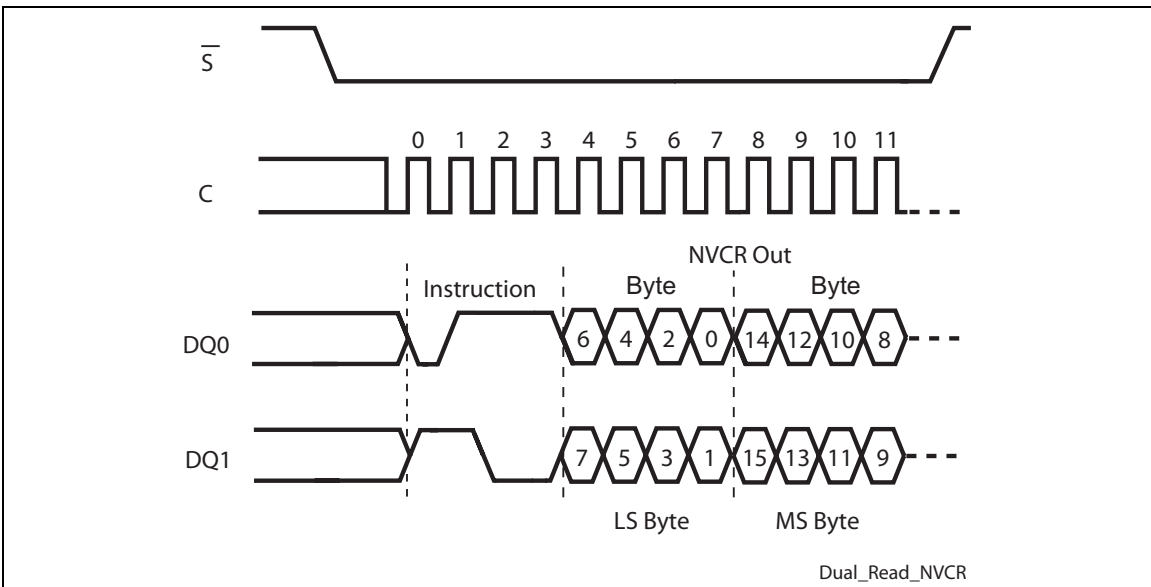 S̅
0 1 2 3 4 5 6 7 8 9 10 11
C
NVCR Out
Instruction Byte Byte
DQ0 6 4 2 0 14 12 10 8
DQ1 7 5 3 1 15 13 11 9
LS Byte MS Byte
Dual_Read_NVCR